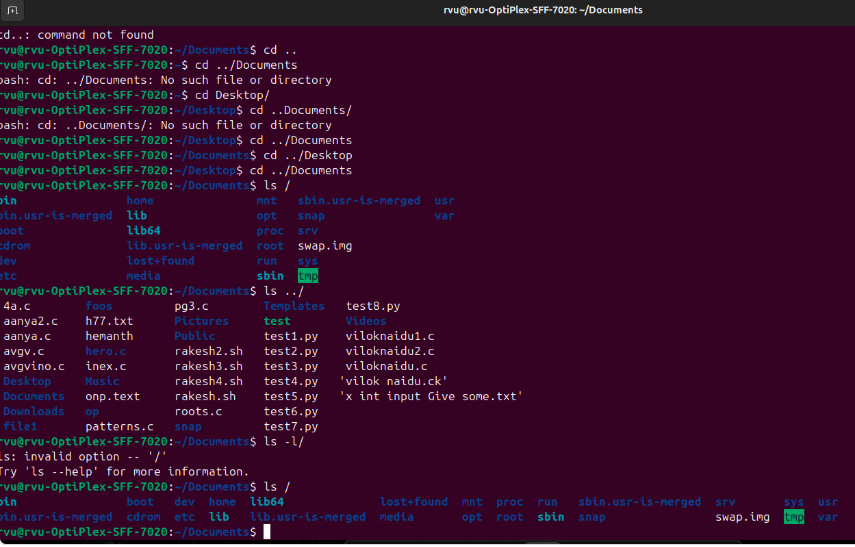 rvu@rvu-OptiPlex-SFF-7020: ~/Documents
cd..: command not found
rvu@rvu-OptiPlex-SFF-7020:~/Documents$ cd ..
rvu@rvu-OptiPlex-SFF-7020:~$ cd ../Documents
bash: cd: ../Documents: No such file or directory
rvu@rvu-OptiPlex-SFF-7020:~$ cd Desktop/
rvu@rvu-OptiPlex-SFF-7020:~/Desktop$ cd ..Documents/
bash: cd: ..Documents/: No such file or directory
rvu@rvu-OptiPlex-SFF-7020:~/Desktop$ cd ../Documents
rvu@rvu-OptiPlex-SFF-7020:~/Documents$ cd ../Desktop
rvu@rvu-OptiPlex-SFF-7020:~/Desktop$ cd ../Documents
rvu@rvu-OptiPlex-SFF-7020:~/Documents$ ls /
bin home mnt sbin.usr-is-merged usr
bin.usr-is-merged lib opt snap var
boot lib64 proc srv
cdrom lib.usr-is-merged root swap.img
dev lost+found run sys
etc media sbin tmp
rvu@rvu-OptiPlex-SFF-7020:~/Documents$ ls ../
4a.c foos pg3.c Templates test8.py
aanya2.c h77.txt Pictures test Videos
aanya.c hemanth Public test1.py viloknaidu1.c
avgv.c hero.c rakesh2.sh test2.py viloknaidu2.c
avgvino.c inex.c rakesh3.sh test3.py viloknaidu.c
Desktop Music rakesh4.sh test4.py 'vilok naidu.ck'
Documents onp.text rakesh.sh test5.py 'x int input Give some.txt'
Downloads op roots.c test6.py
file1 patterns.c snap test7.py
rvu@rvu-OptiPlex-SFF-7020:~/Documents$ ls -l/
ls: invalid option -- '/'
Try 'ls --help' for more information.
rvu@rvu-OptiPlex-SFF-7020:~/Documents$ ls /
bin boot dev home lib64 lost+found mnt proc run sbin.usr-is-merged srv sys usr
bin.usr-is-merged cdrom etc lib lib.usr-is-merged media opt root sbin snap swap.img tmp var
rvu@rvu-OptiPlex-SFF-7020:~/Documents$